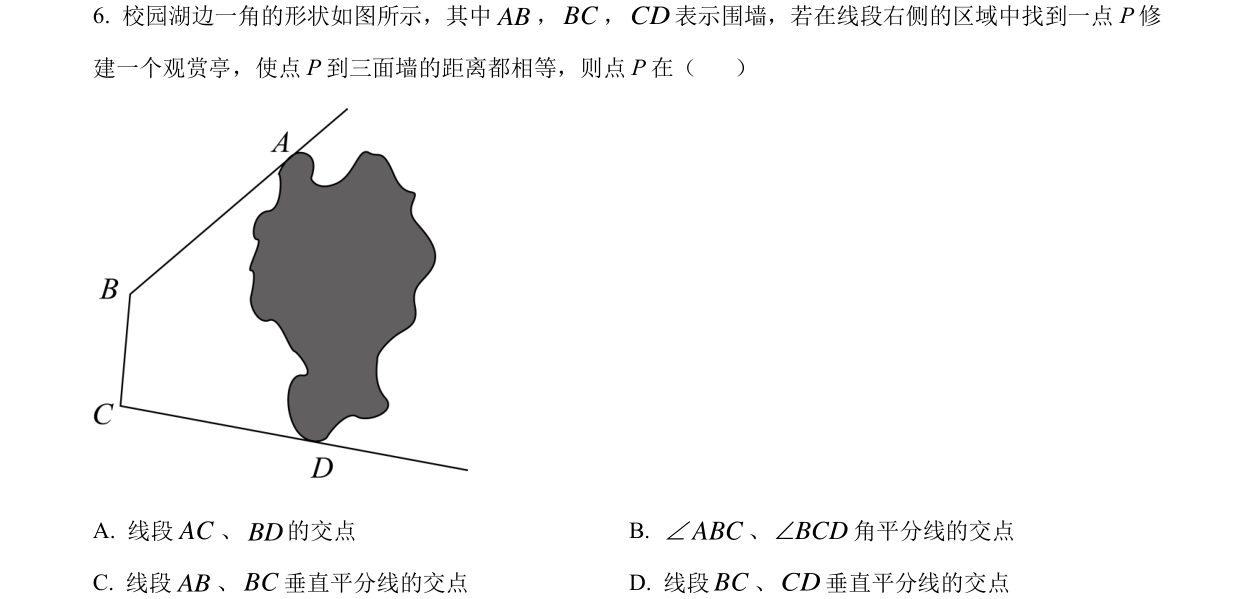 6. 校园湖边一角的形状如图所示，其中 AB，BC，CD 表示围墙，若在线段右侧的区域中找到一点 P 修
建一个观赏亭，使点 P 到三面墙的距离都相等，则点 P 在（　　）
A
B
C
D
A. 线段 AC、BD 的交点　　B. ∠ABC、∠BCD 角平分线的交点
C. 线段 AB、BC 垂直平分线的交点　　D. 线段 BC、CD 垂直平分线的交点